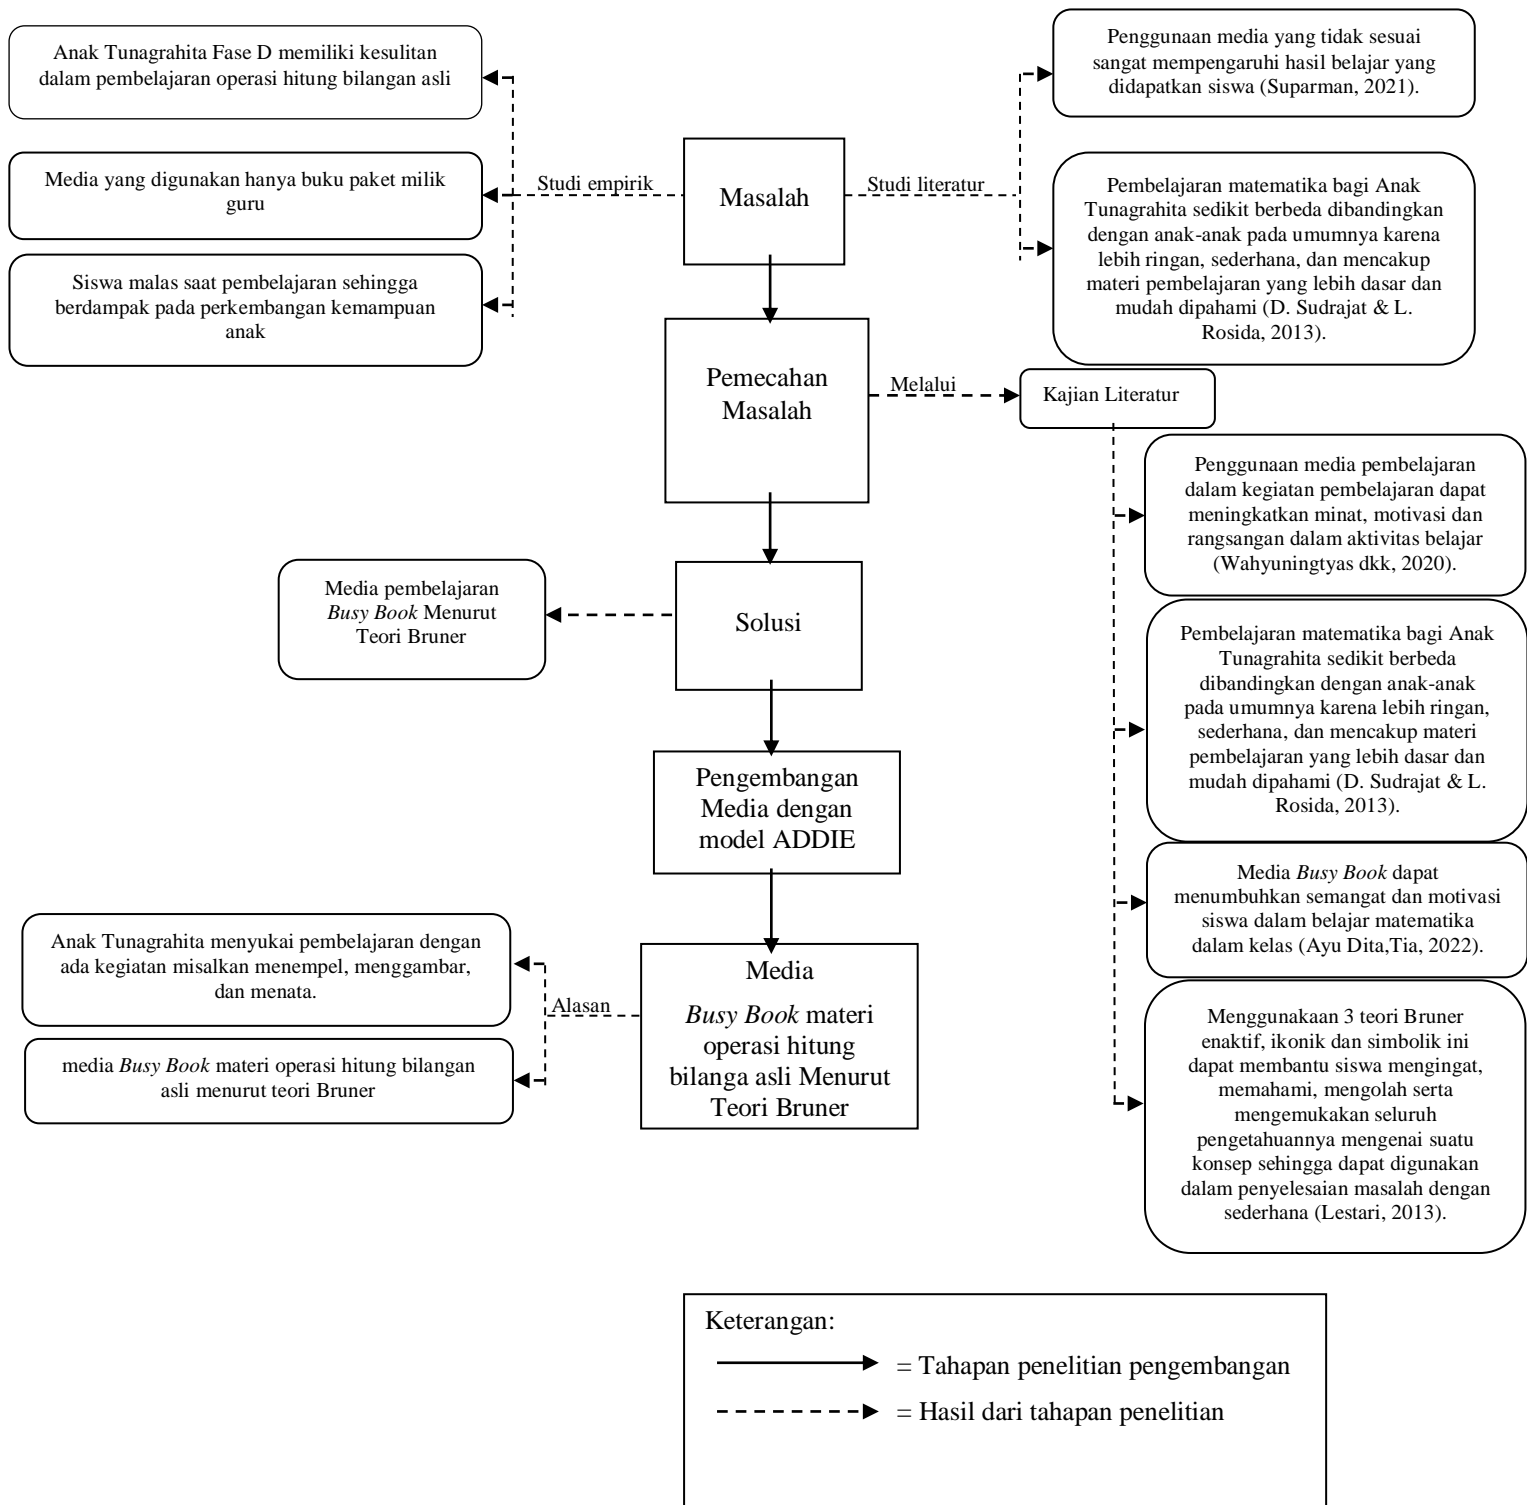 Anak Tunagrahita Fase D memiliki kesulitan
dalam pembelajaran operasi hitung bilangan asli
Media yang digunakan hanya buku paket milik
guru
Siswa malas saat pembelajaran sehingga
berdampak pada perkembangan kemampuan
anak
Studi empirik
Masalah
Studi literatur
Penggunaan media yang tidak sesuai
sangat mempengaruhi hasil belajar yang
didapatkan siswa (Suparman, 2021).
Pembelajaran matematika bagi Anak
Tunagrahita sedikit berbeda dibandingkan
dengan anak-anak pada umumnya karena
lebih ringan, sederhana, dan mencakup
materi pembelajaran yang lebih dasar dan
mudah dipahami (D. Sudrajat & L.
Rosida, 2013).
Pemecahan
Masalah
Melalui
Kajian Literatur
Penggunaan media pembelajaran
dalam kegiatan pembelajaran dapat
meningkatkan minat, motivasi dan
rangsangan dalam aktivitas belajar
(Wahyuningtyas dkk, 2020).
Pembelajaran matematika bagi Anak
Tunagrahita sedikit berbeda
dibandingkan dengan anak-anak
pada umumnya karena lebih ringan,
sederhana, dan mencakup materi
pembelajaran yang lebih dasar dan
mudah dipahami (D. Sudrajat & L.
Rosida, 2013).
Media Busy Book dapat
menumbuhkan semangat dan motivasi
siswa dalam belajar matematika
dalam kelas (Ayu Dita,Tia, 2022).
Menggunakaan 3 teori Bruner
enaktif, ikonik dan simbolik ini
dapat membantu siswa mengingat,
memahami, mengolah serta
mengemukakan seluruh
pengetahuannya mengenai suatu
konsep sehingga dapat digunakan
dalam penyelesaian masalah dengan
sederhana (Lestari, 2013).
Solusi
Media pembelajaran
Busy Book Menurut
Teori Bruner
Pengembangan
Media dengan
model ADDIE
Media
Busy Book materi
operasi hitung
bilanga asli Menurut
Teori Bruner
Alasan
Anak Tunagrahita menyukai pembelajaran dengan
ada kegiatan misalkan menempel, menggambar,
dan menata.
media Busy Book materi operasi hitung bilangan
asli menurut teori Bruner
Keterangan:
= Tahapan penelitian pengembangan
= Hasil dari tahapan penelitian